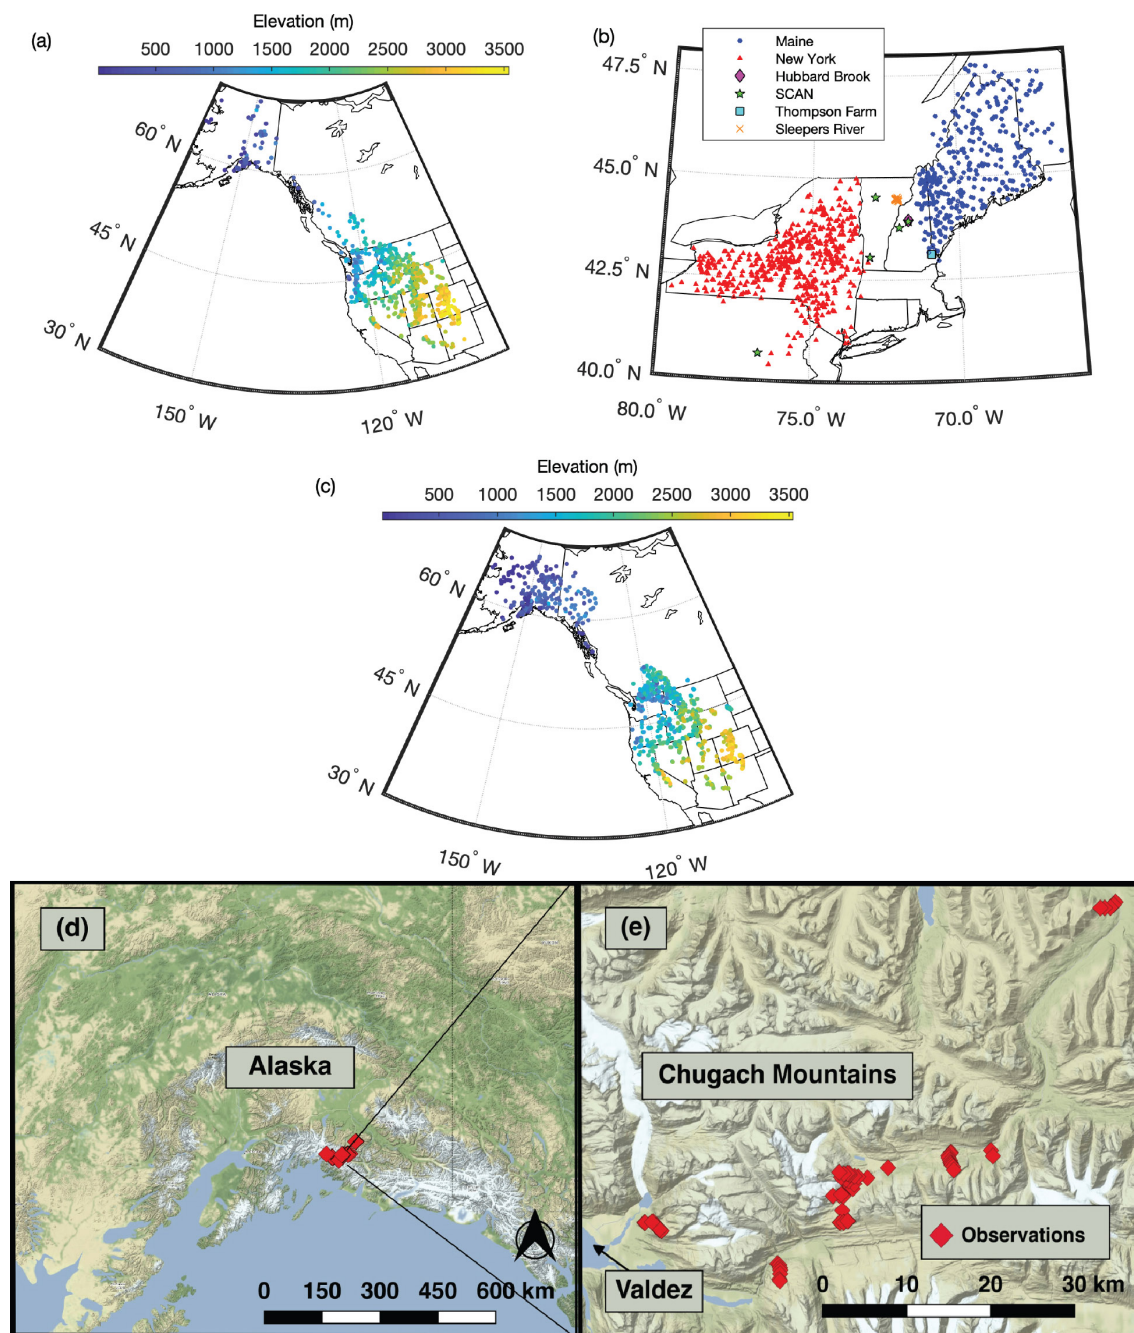 (a)
Elevation (m)
500 1000 1500 2000 2500 3000 3500
60° N
45° N
30° N
150° W
120° W
(b)
Maine
New York
Hubbard Brook
SCAN
Thompson Farm
Sleepers River
47.5° N
45.0° N
42.5° N
40.0° N
80.0° W
75.0° W
70.0° W
(c)
Elevation (m)
500 1000 1500 2000 2500 3000 3500
60° N
45° N
30° N
150° W
120° W
(d)
Alaska
0 150 300 450 600 km
(e)
Chugach Mountains
Observations
Valdez
0 10 20 30 km